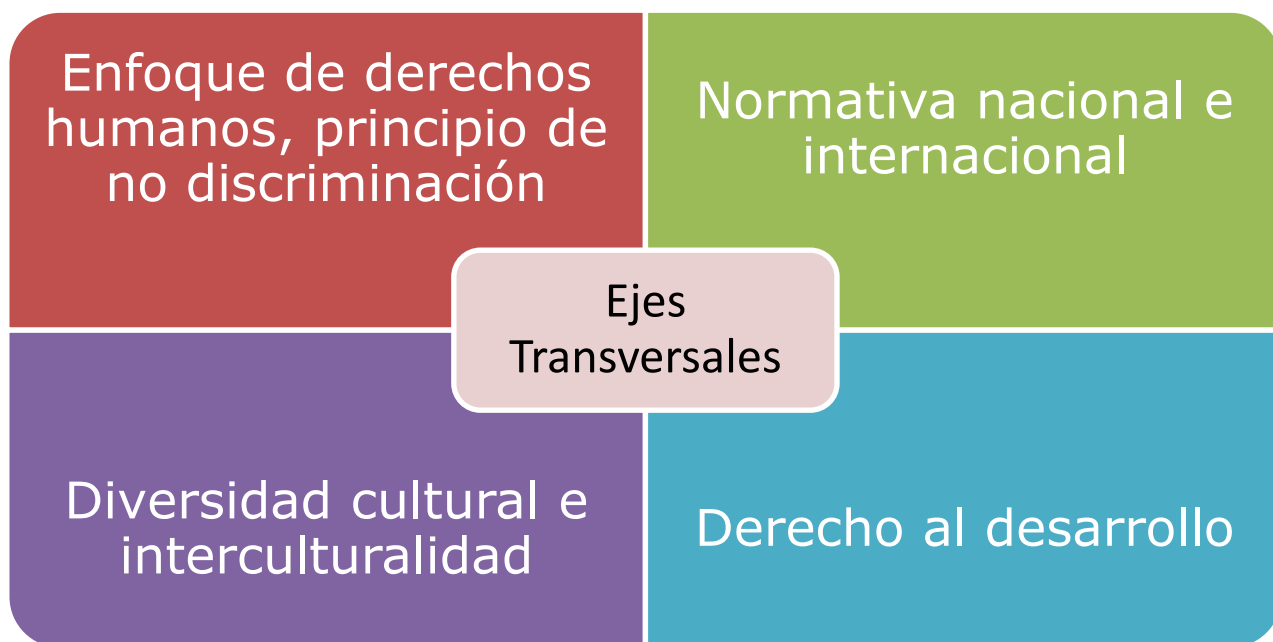 Enfoque de derechos
humanos, principio de
no discriminación
Normativa nacional e
internacional
Ejes
Transversales
Diversidad cultural e
interculturalidad
Derecho al desarrollo